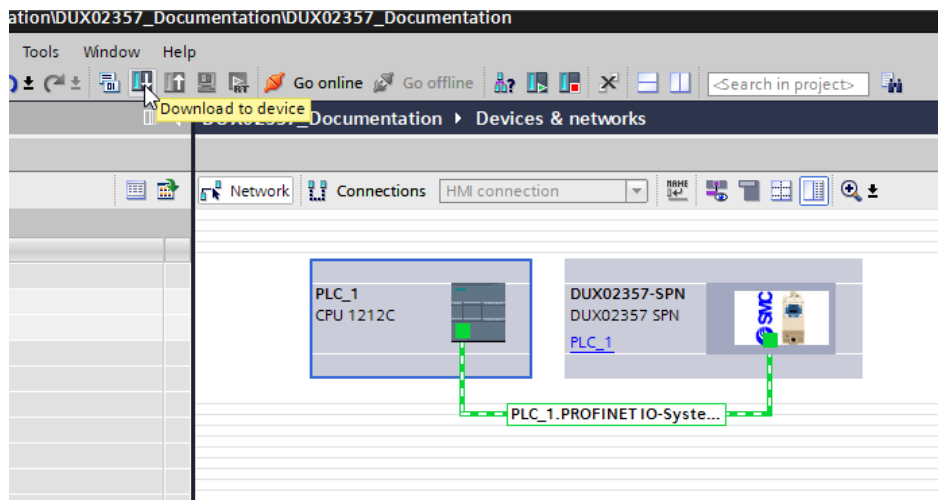 ation\DUX02357_Documentation\DUX02357_Documentation
Tools Window Help
Go online Go offline <Search in project>
Download to device
Documentation ▸ Devices & networks
Network Connections HMI connection
PLC_1
CPU 1212C
DUX02357-SPN
DUX02357 SPN
PLC_1
SMC
PLC_1.PROFINET IO-Syste...